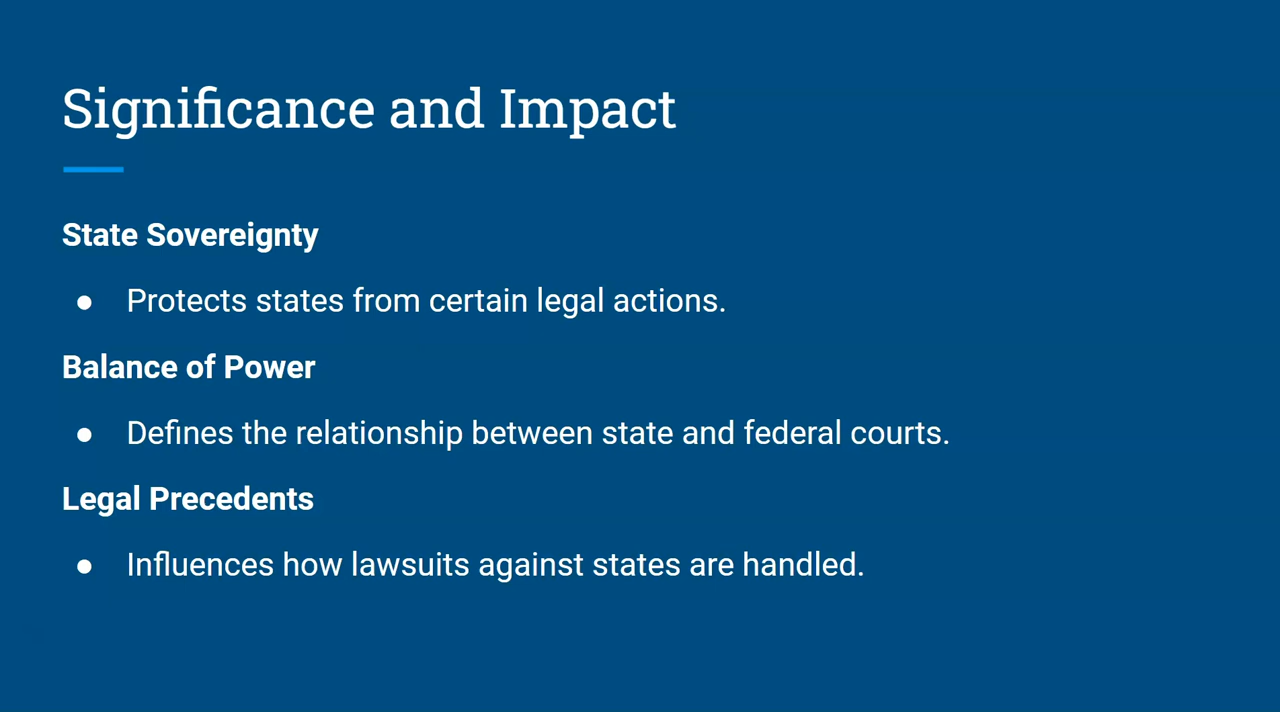 Significance and Impact
State Sovereignty
● Protects states from certain legal actions.
Balance of Power
● Defines the relationship between state and federal courts.
Legal Precedents
● Influences how lawsuits against states are handled.